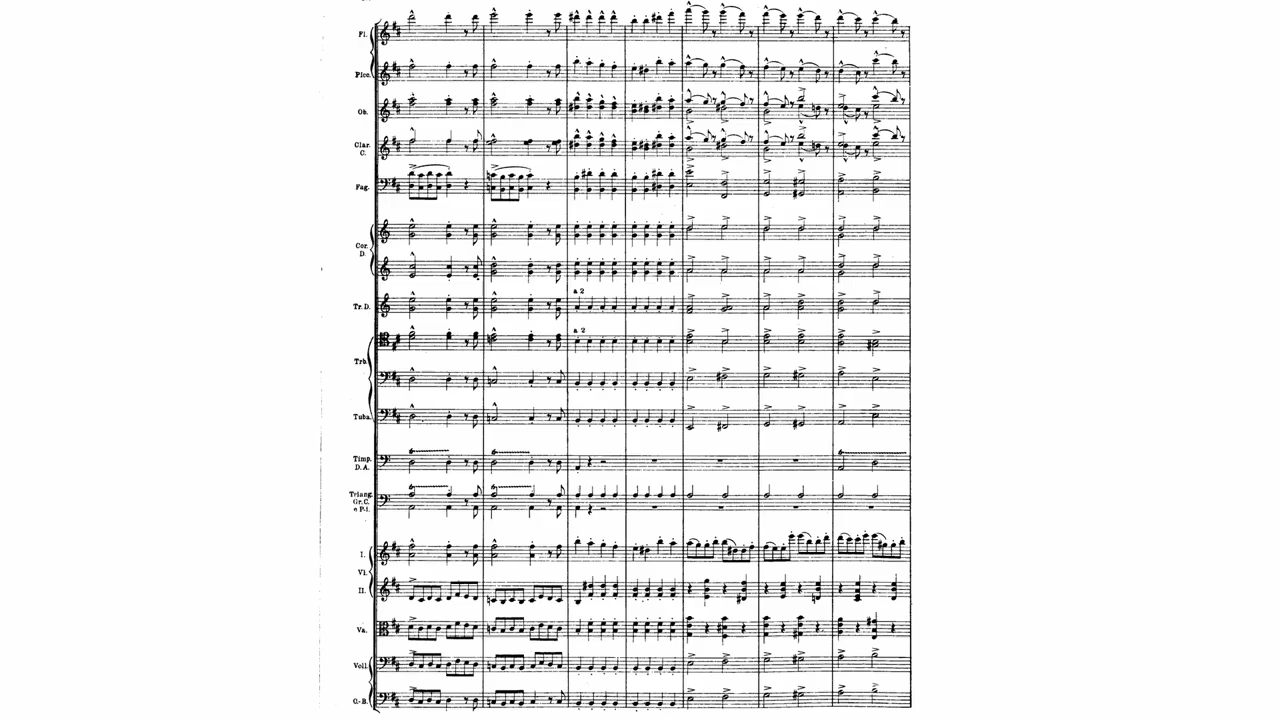 Fl.
Picc.
Ob.
Clar.
C.
Fag.
Cor.
D.
Tr. D.
a 2
a 2
Trb.
Tuba.
Timp.
D. A.
Triang.
Gr. C.
e P-i.
I.
Vl.
II.
Va.
Vcll.
C.-B.